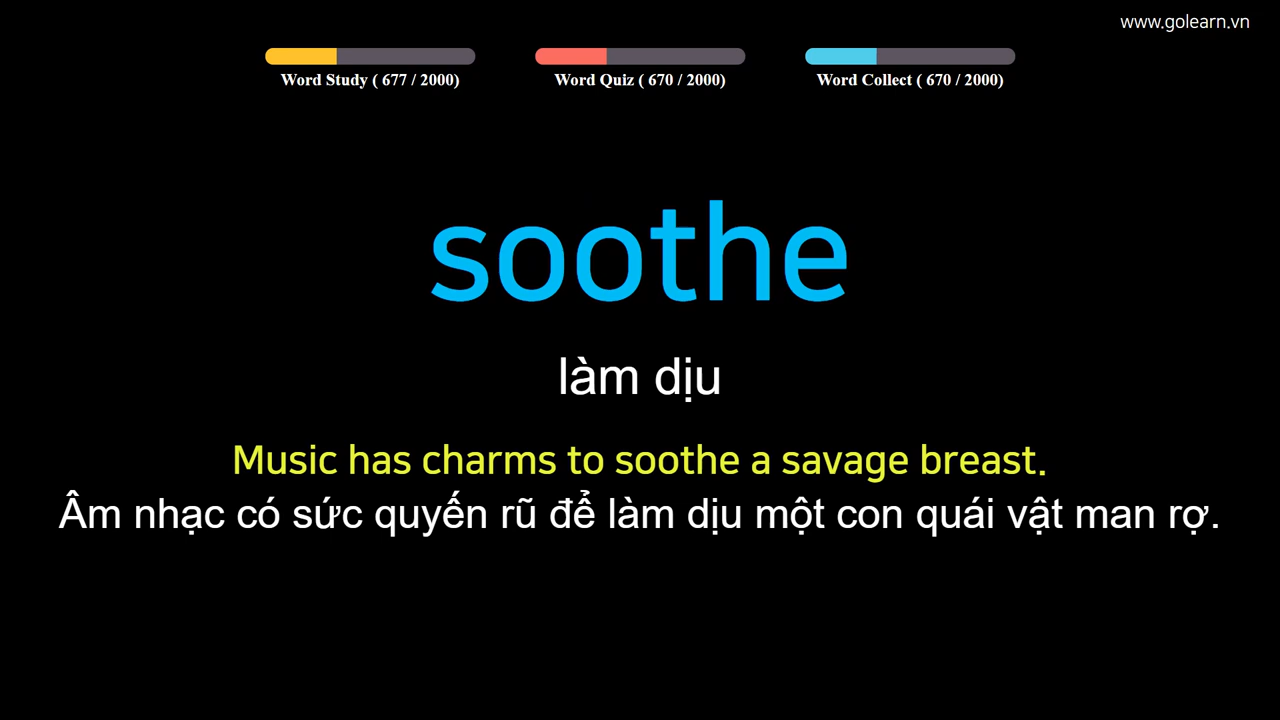 www.golearn.vn
Word Study ( 677 / 2000) Word Quiz ( 670 / 2000) Word Collect ( 670 / 2000)
soothe
làm dịu
Music has charms to soothe a savage breast.
Âm nhạc có sức quyến rũ để làm dịu một con quái vật man rợ.